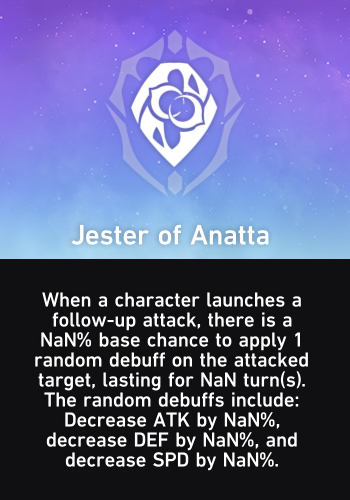 Jester of Anatta
When a character launches a
follow-up attack, there is a
NaN% base chance to apply 1
random debuff on the attacked
target, lasting for NaN turn(s).
The random debuffs include:
Decrease ATK by NaN%,
decrease DEF by NaN%, and
decrease SPD by NaN%.